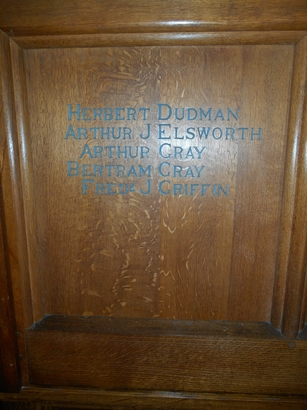 HERBERT DUDMAN
ARTHUR J ELSWORTH
ARTHUR GRAY
BERTRAM GRAY
FREDK J GRIFFIN